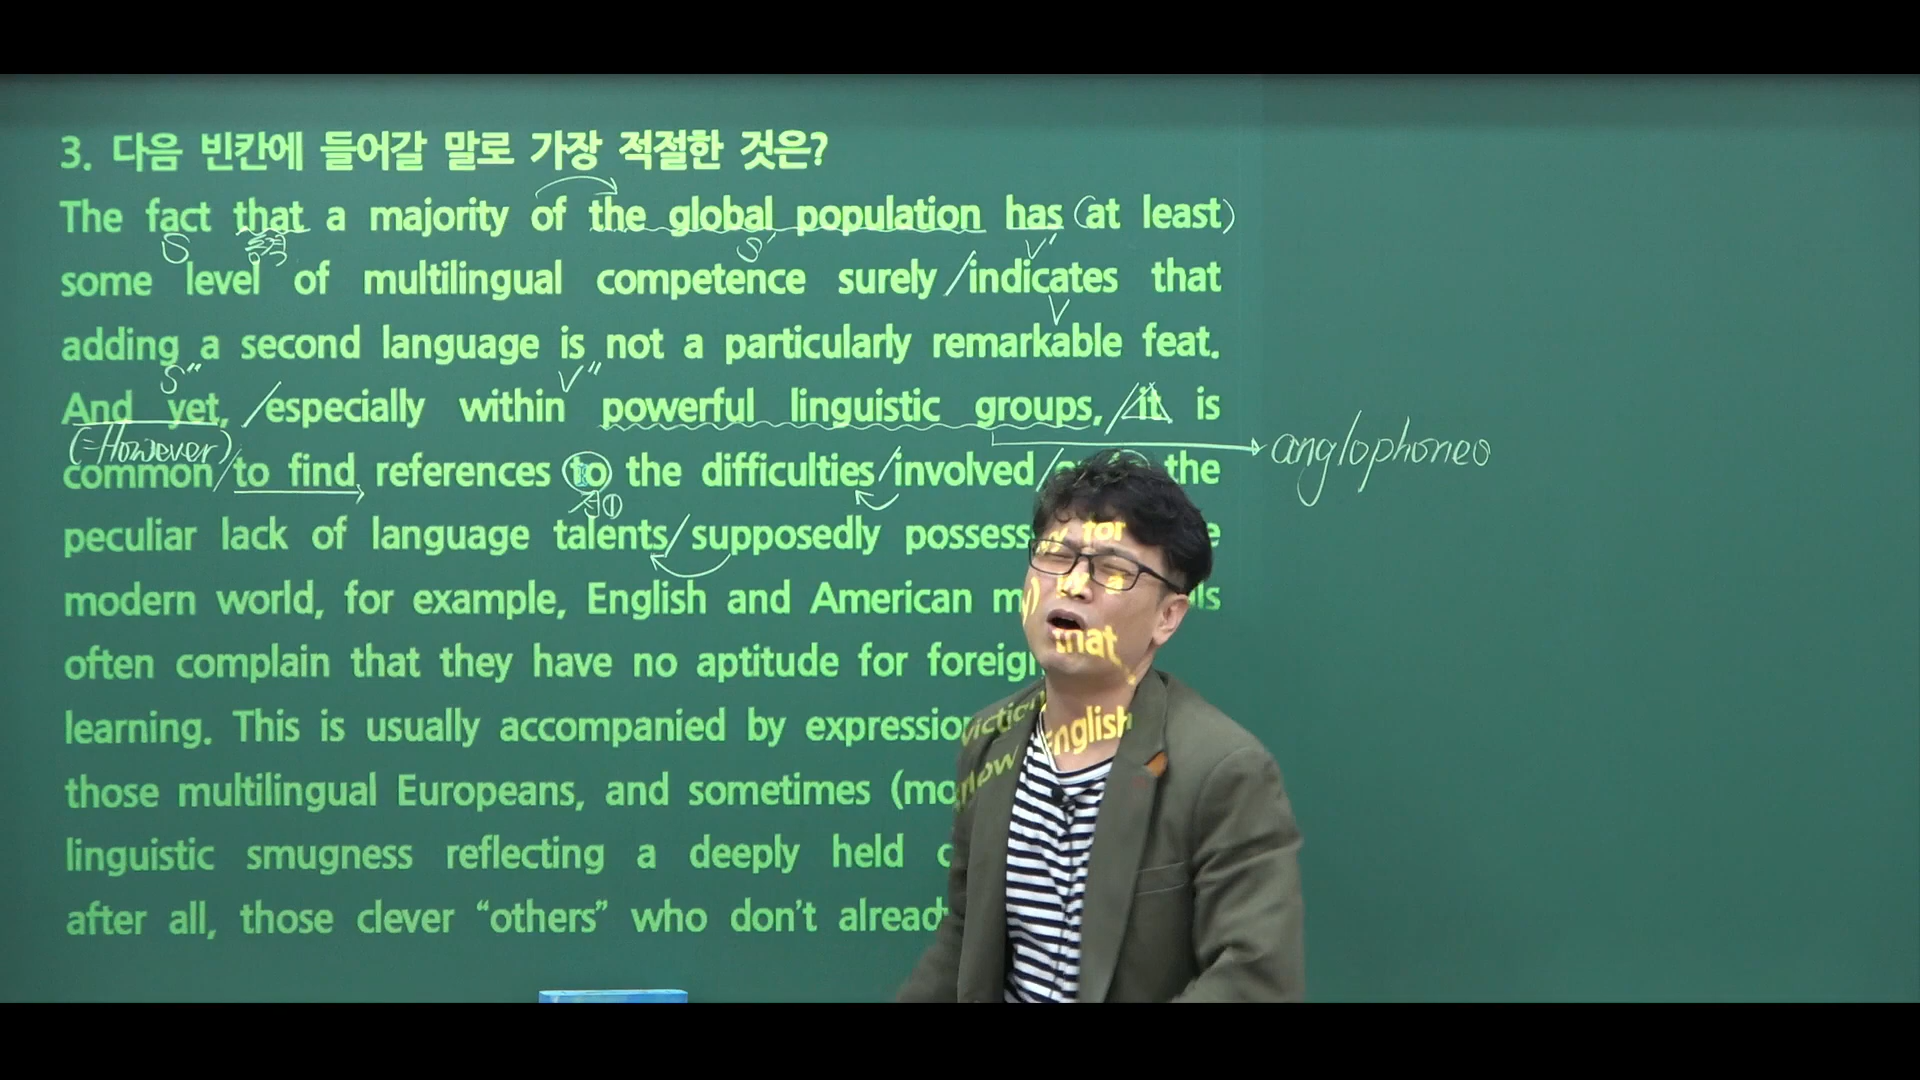 3. 다음 빈칸에 들어갈 말로 가장 적절한 것은?
The fact that a majority of the global population has (at least)
S S' V'
some level of multilingual competence surely / indicates that
V
adding a second language is not a particularly remarkable feat.
S" V"
And yet, / especially within powerful linguistic groups, / it is
(=However) anglophones
common / to find references to the difficulties / involved / the
peculiar lack of language talents / supposedly
modern world, for example, English and American
often complain that they have no aptitude for
learning. This is usually accompanied by
those multilingual Europeans, and sometimes
linguistic smugness reflecting a deeply held
after all, those clever “others” who don’t
for
that
English